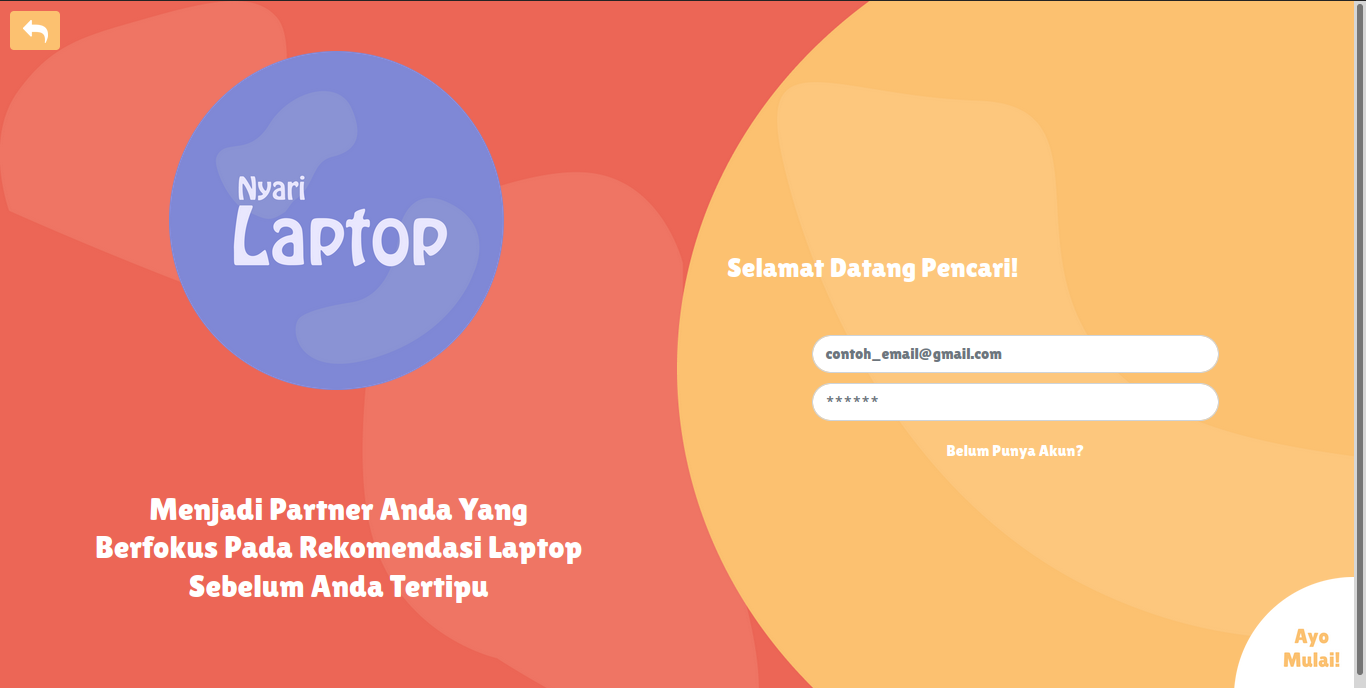 Nyari
Laptop
Menjadi Partner Anda Yang
Berfokus Pada Rekomendasi Laptop
Sebelum Anda Tertipu
Selamat Datang Pencari!
contoh_email@gmail.com
******
Belum Punya Akun?
Ayo
Mulai!